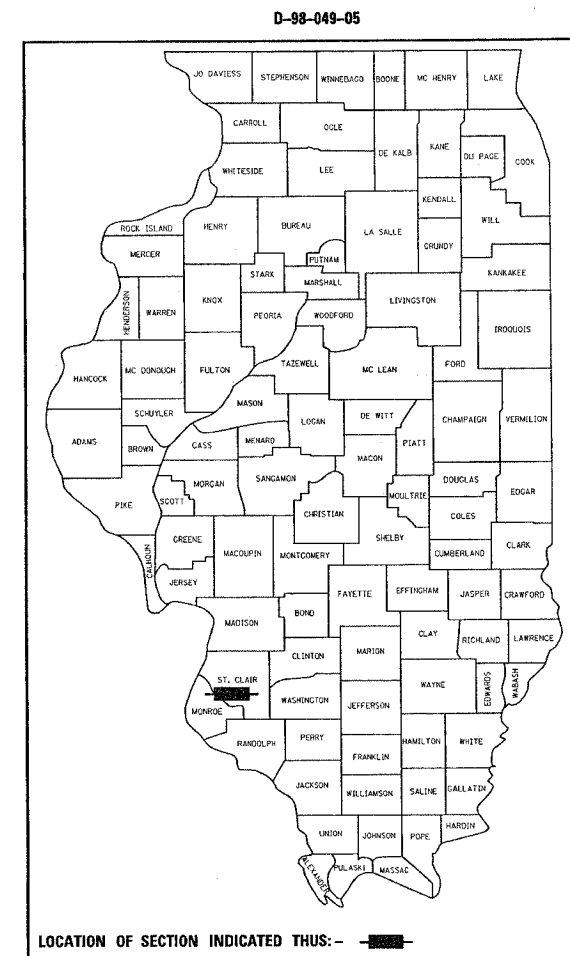 D-98-049-05
JO DAVIESS STEPHENSON WINNEBAGO BOONE MC HENRY LAKE
CARROLL OGLE DE KALB KANE DU PAGE COOK
WHITESIDE LEE KENDALL WILL
ROCK ISLAND HENRY BUREAU LA SALLE GRUNDY
MERCER PUTNAM KANKAKEE
STARK MARSHALL LIVINGSTON
HENDERSON WARREN KNOX PEORIA WOODFORD IROQUOIS
HANCOCK MC DONOUGH FULTON TAZEWELL MC LEAN FORD
SCHUYLER MASON LOGAN DE WITT CHAMPAIGN VERMILION
ADAMS BROWN CASS MENARD MACON PIATT
PIKE SCOTT MORGAN SANGAMON MOULTRIE DOUGLAS EDGAR
CHRISTIAN COLES
GREENE MACOUPIN MONTGOMERY SHELBY CUMBERLAND CLARK
CALHOUN JERSEY FAYETTE EFFINGHAM JASPER CRAWFORD
MADISON BOND CLAY RICHLAND LAWRENCE
CLINTON MARION
ST. CLAIR WAYNE EDWARDS WABASH
MONROE WASHINGTON JEFFERSON
RANDOLPH PERRY HAMILTON WHITE
FRANKLIN
JACKSON WILLIAMSON SALINE GALLATIN
UNION JOHNSON POPE HARDIN
ALEXANDER PULASKI MASSAC
LOCATION OF SECTION INDICATED THUS: -